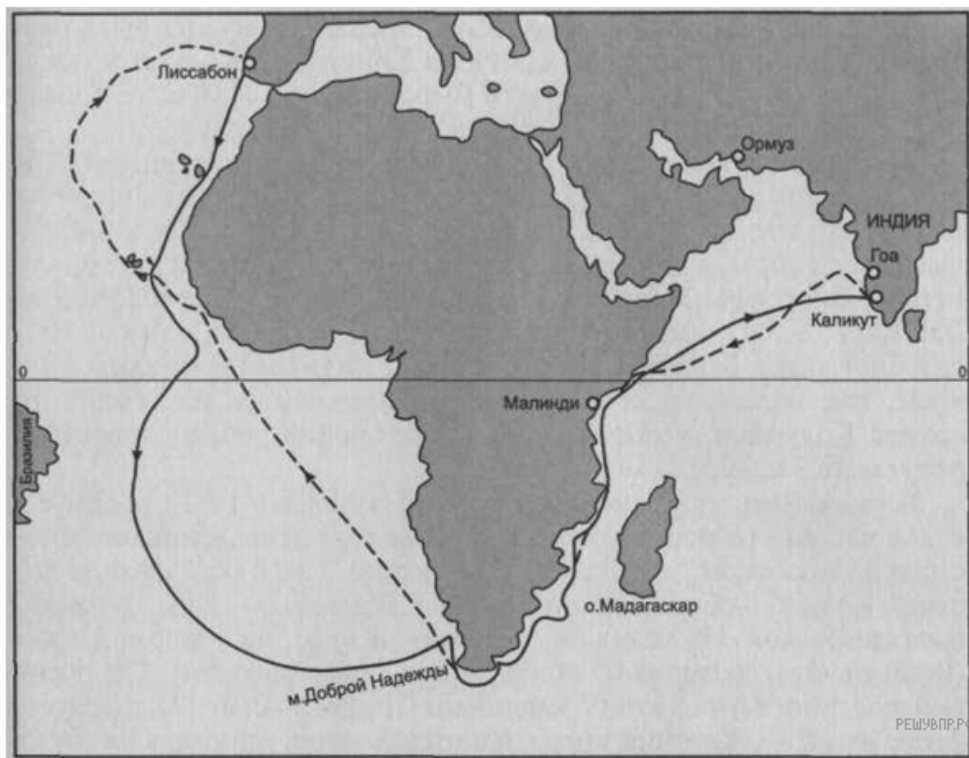 Лиссабон
Ормуз
ИНДИЯ
Гоа
Каликут
0
0
Малинди
Бразилия
о.Мадагаскар
м.Доброй Надежды
РЕШУВПР.РФ